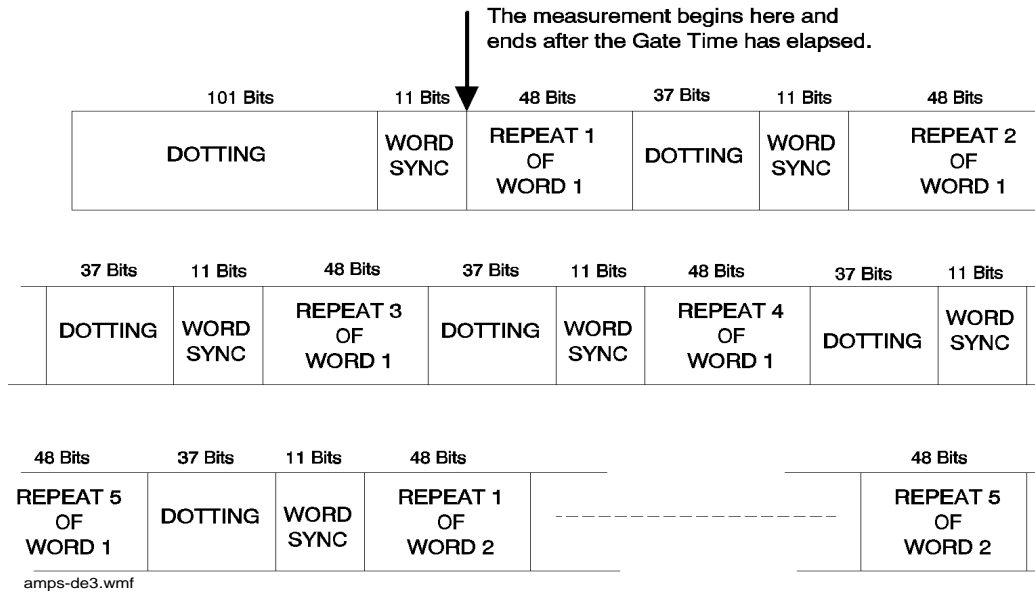 The measurement begins here and
ends after the Gate Time has elapsed.
101 Bits 11 Bits 48 Bits 37 Bits 11 Bits 48 Bits
DOTTING
WORD
SYNC
REPEAT 1
OF
WORD 1
DOTTING
WORD
SYNC
REPEAT 2
OF
WORD 1
37 Bits 11 Bits 48 Bits 37 Bits 11 Bits 48 Bits 37 Bits 11 Bits
DOTTING
WORD
SYNC
REPEAT 3
OF
WORD 1
DOTTING
WORD
SYNC
REPEAT 4
OF
WORD 1
DOTTING
WORD
SYNC
48 Bits 37 Bits 11 Bits 48 Bits 48 Bits
REPEAT 5
OF
WORD 1
DOTTING
WORD
SYNC
REPEAT 1
OF
WORD 2
REPEAT 5
OF
WORD 2
amps-de3.wmf